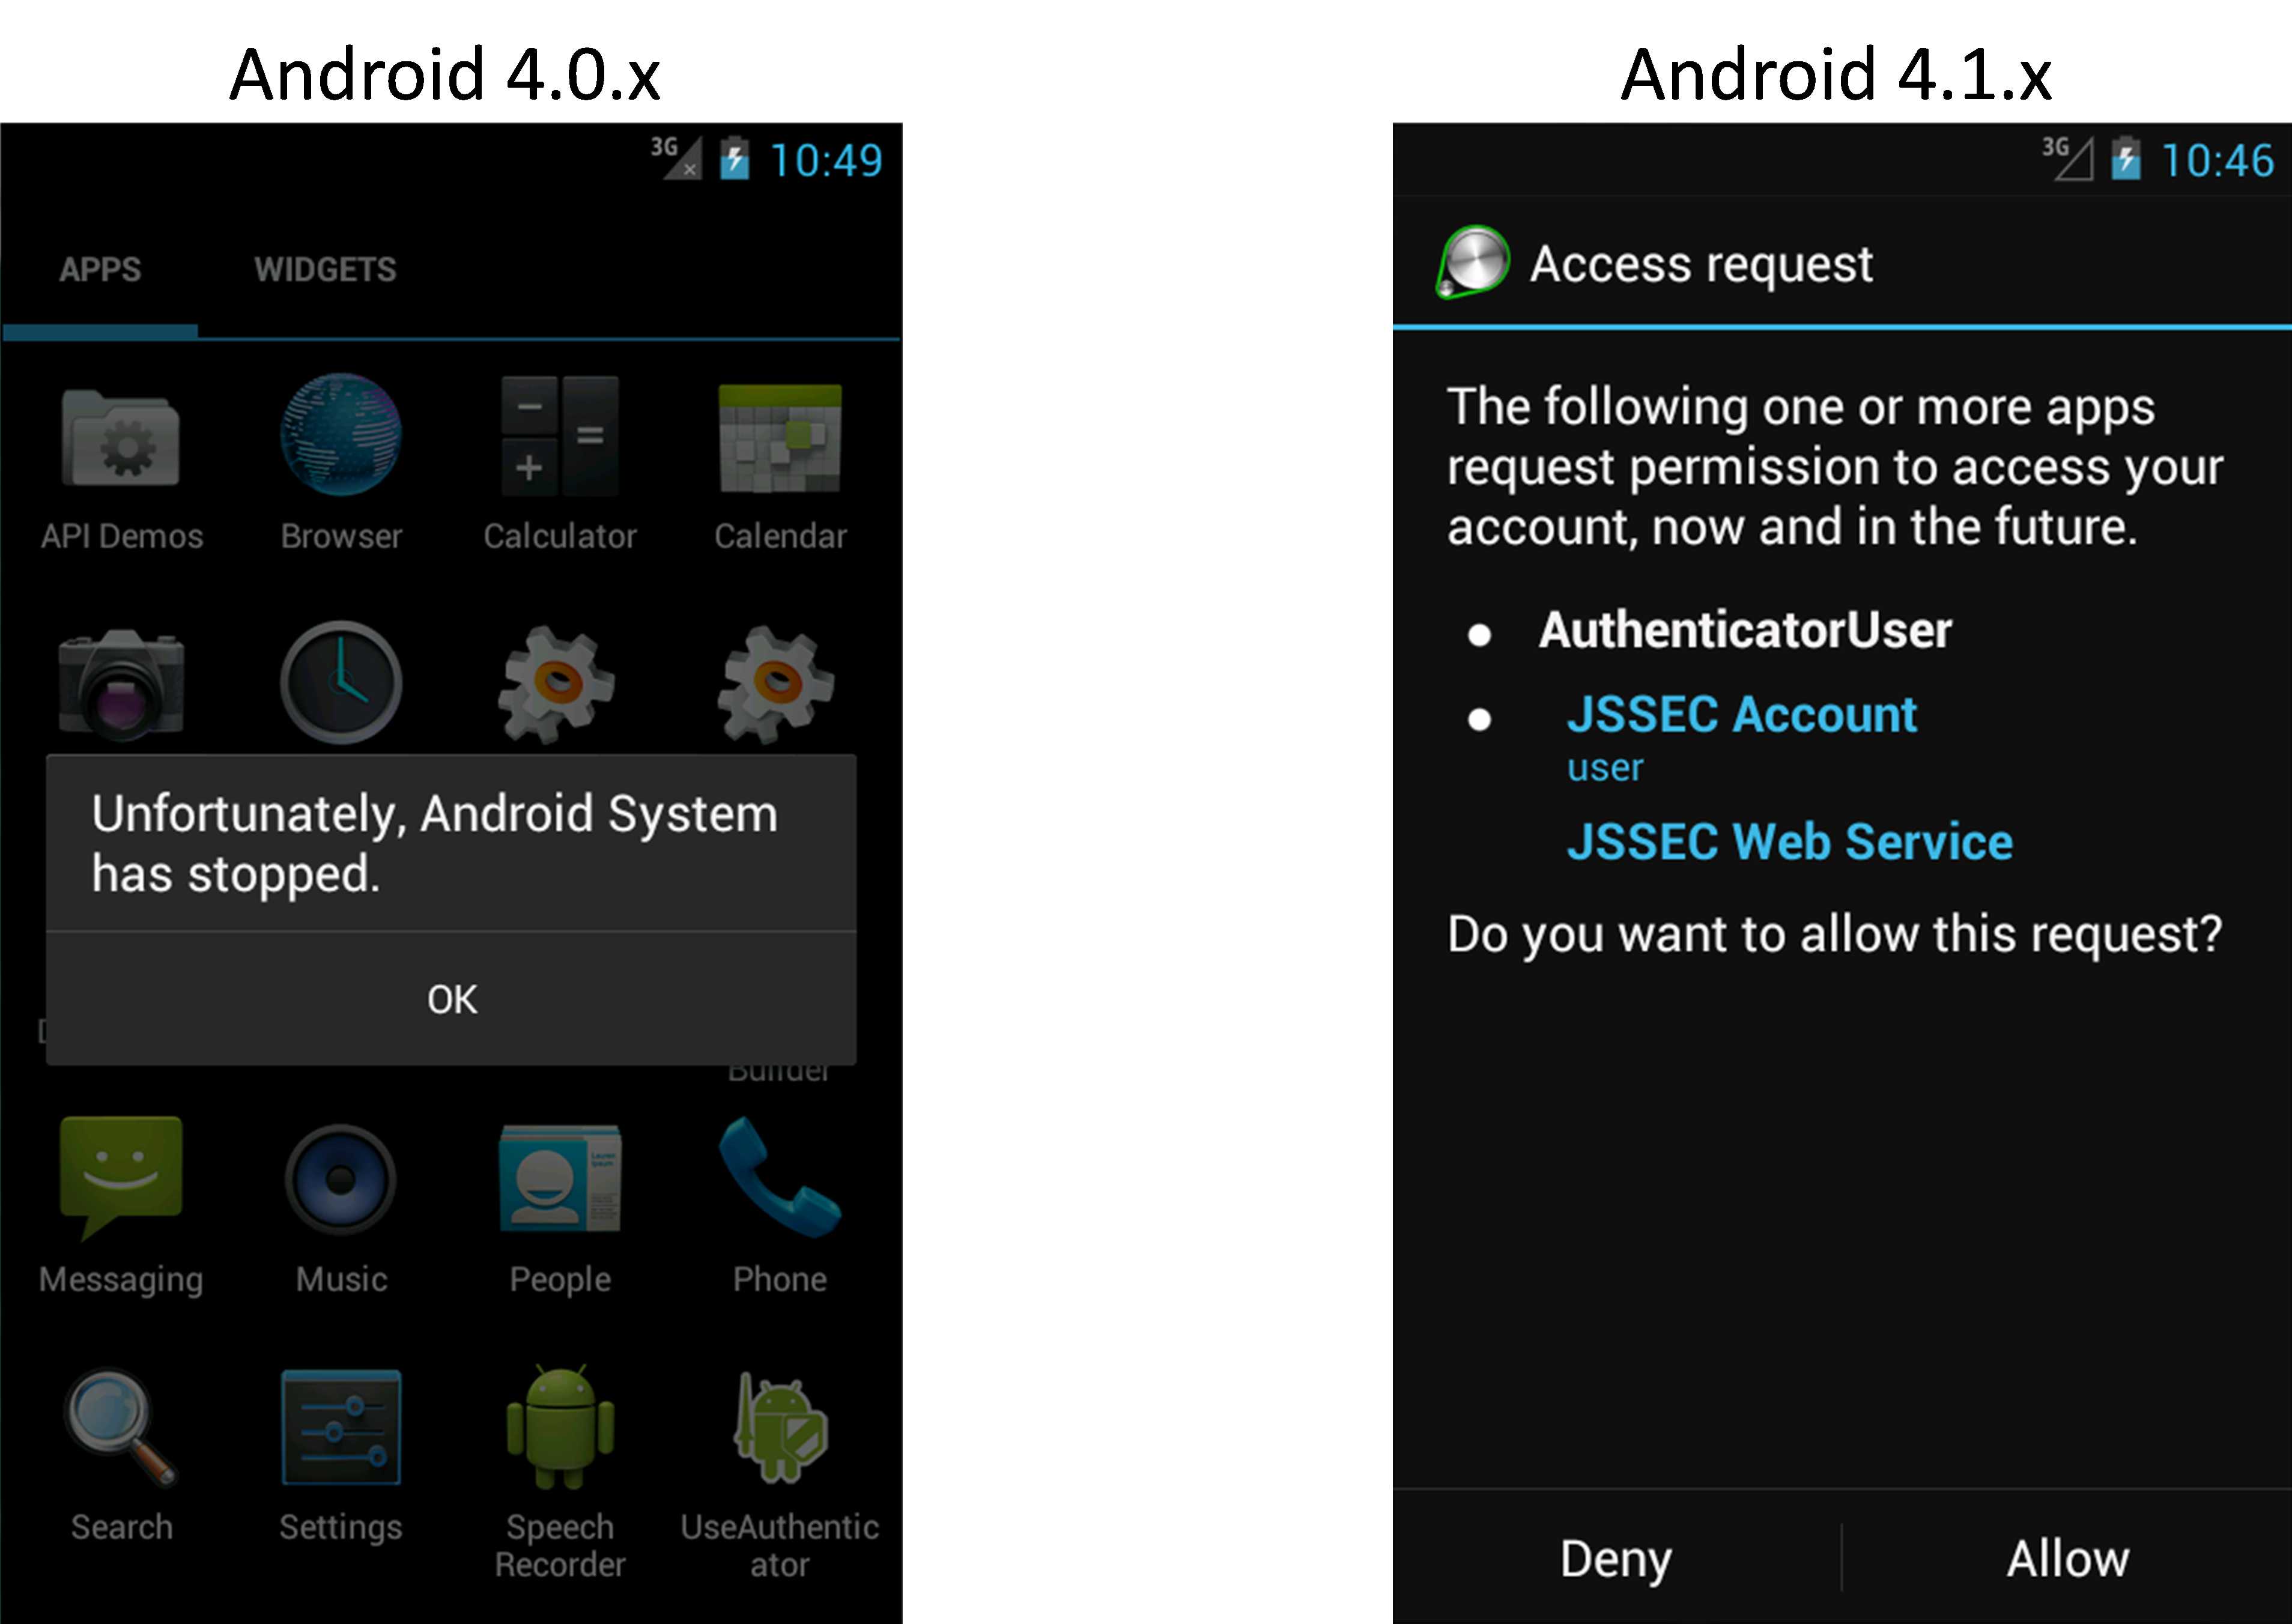 Android 4.0.x
3G
10:49
APPS WIDGETS
API Demos Browser Calculator Calendar
Unfortunately, Android System
has stopped.
OK
Builder
Messaging Music People Phone
Search Settings Speech UseAuthentic
Recorder ator
Android 4.1.x
3G
10:46
Access request
The following one or more apps
request permission to access your
account, now and in the future.
● AuthenticatorUser
● JSSEC Account
user
JSSEC Web Service
Do you want to allow this request?
Deny Allow